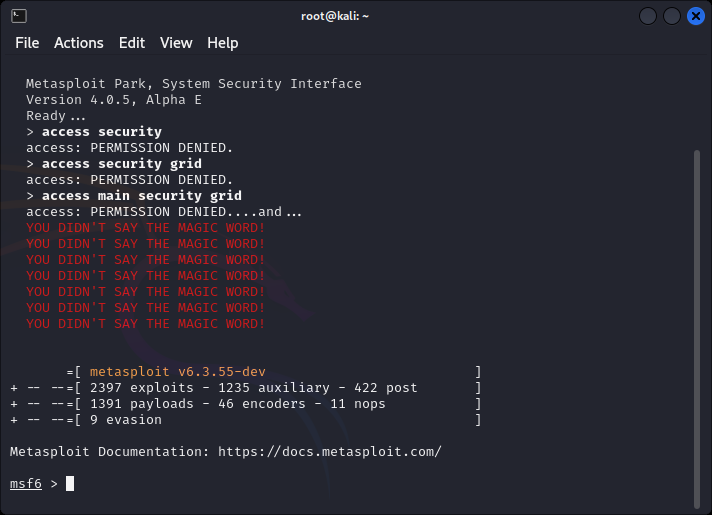 root@kali: ~
File Actions Edit View Help
Metasploit Park, System Security Interface
Version 4.0.5, Alpha E
Ready...
> access security
access: PERMISSION DENIED.
> access security grid
access: PERMISSION DENIED.
> access main security grid
access: PERMISSION DENIED....and...
YOU DIDN'T SAY THE MAGIC WORD!
YOU DIDN'T SAY THE MAGIC WORD!
YOU DIDN'T SAY THE MAGIC WORD!
YOU DIDN'T SAY THE MAGIC WORD!
YOU DIDN'T SAY THE MAGIC WORD!
YOU DIDN'T SAY THE MAGIC WORD!
YOU DIDN'T SAY THE MAGIC WORD!
=[ metasploit v6.3.55-dev ]
+ -- --=[ 2397 exploits - 1235 auxiliary - 422 post ]
+ -- --=[ 1391 payloads - 46 encoders - 11 nops ]
+ -- --=[ 9 evasion ]
Metasploit Documentation: https://docs.metasploit.com/
msf6 >